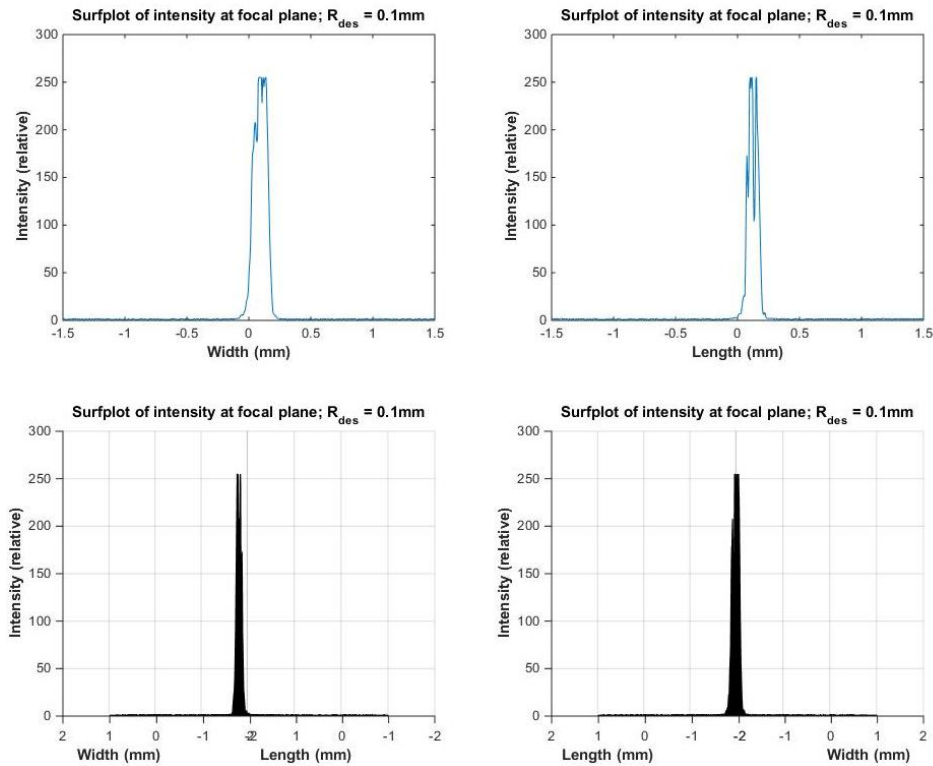 Surfplot of intensity at focal plane; R_des = 0.1mm
300
250
200
150
100
50
0
Intensity (relative)
-1.5 -1 -0.5 0 0.5 1 1.5
Width (mm)
Surfplot of intensity at focal plane; R_des = 0.1mm
300
250
200
150
100
50
0
Intensity (relative)
-1.5 -1 -0.5 0 0.5 1 1.5
Length (mm)
Surfplot of intensity at focal plane; R_des = 0.1mm
300
250
200
150
100
50
0
Intensity (relative)
2 1 0 -1 -2 2 1 0 -1 -2
Width (mm) Length (mm)
Surfplot of intensity at focal plane; R_des = 0.1mm
300
250
200
150
100
50
0
Intensity (relative)
2 1 0 -1 -2 -1 0 1 2
Length (mm) Width (mm)